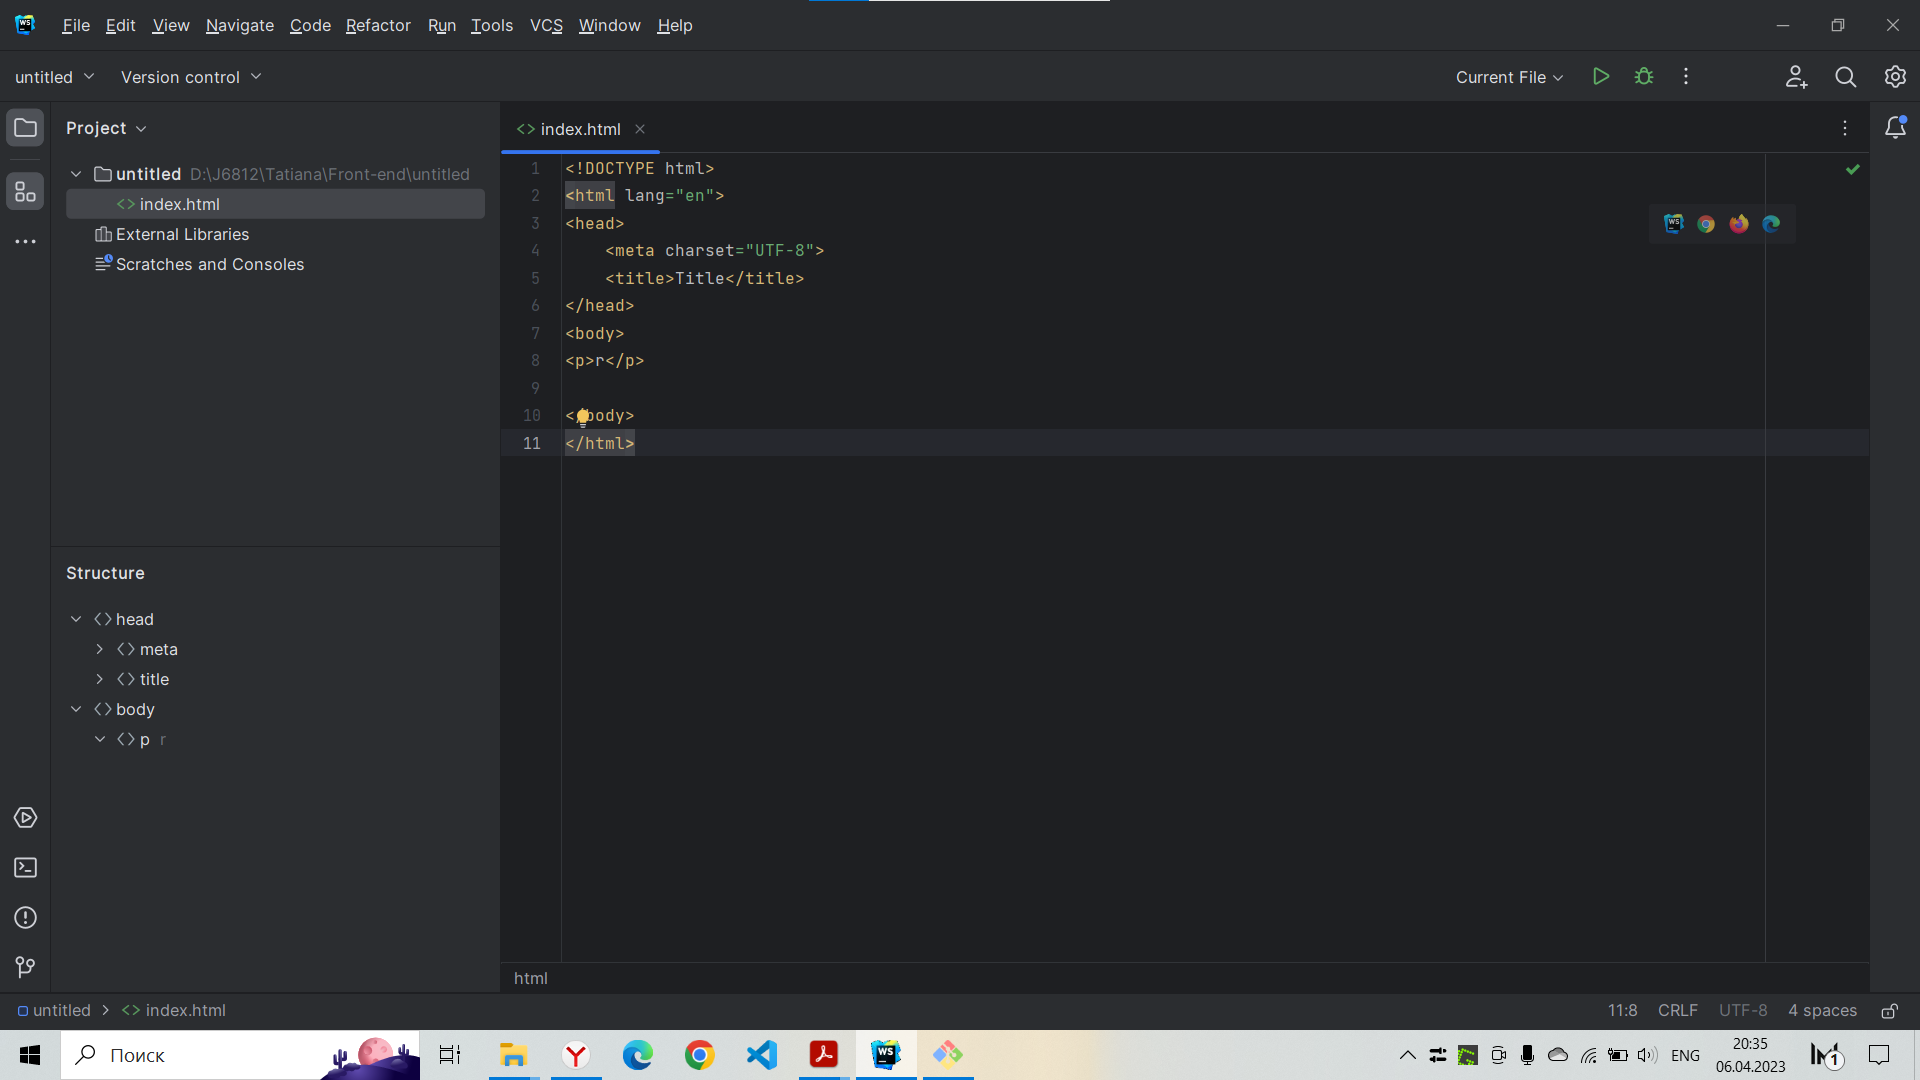 File Edit View Navigate Code Refactor Run Tools VCS Window Help
untitled Version control Current File
Project
untitled D:\J6812\Tatiana\Front-end\untitled
index.html
External Libraries
Scratches and Consoles
index.html
1 <!DOCTYPE html>
2 <html lang="en">
3 <head>
4 <meta charset="UTF-8">
5 <title>Title</title>
6 </head>
7 <body>
8 <p>r</p>
9
10 </body>
11 </html>
Structure
head
meta
title
body
p r
html
untitled index.html 11:8 CRLF UTF-8 4 spaces
Поиск
ENG
20:35
06.04.2023
1